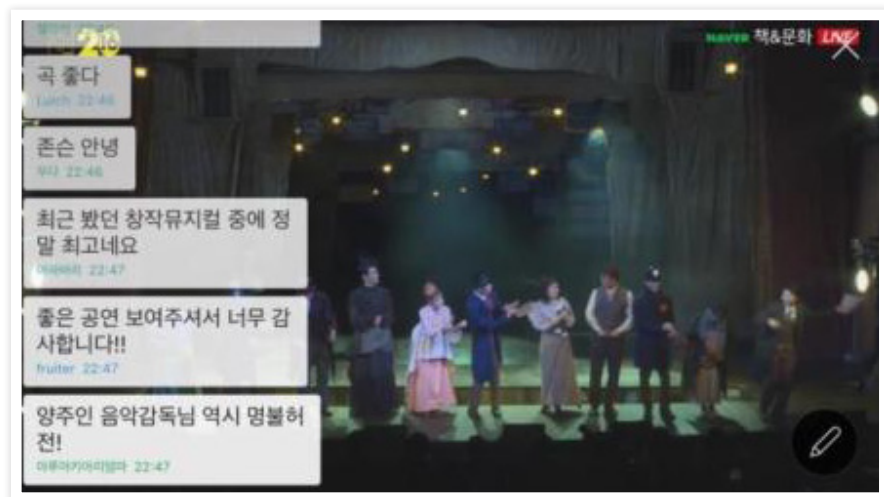 NAVER 책&문화 LIVE
곡 좋다
22:46
존슨 안녕
22:46
최근 봤던 창작뮤지컬 중에 정
말 최고네요
22:47
좋은 공연 보여주셔서 너무 감
사합니다!!
fruiter 22:47
양주인 음악감독님 역시 명불허
전!
22:47